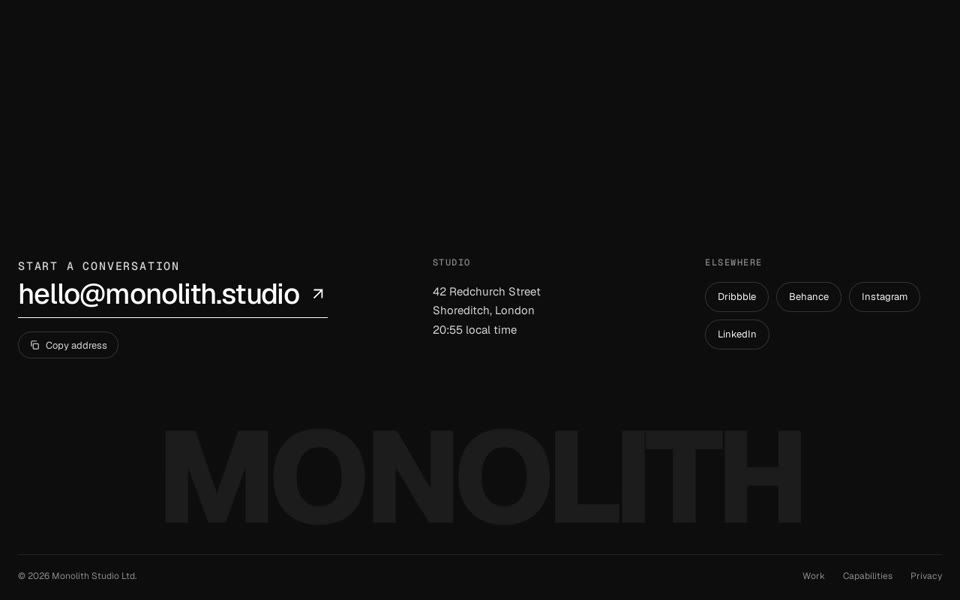 START A CONVERSATION
hello@monolith.studio
Copy address
STUDIO
42 Redchurch Street
Shoreditch, London
20:55 local time
ELSEWHERE
Dribbble
Behance
Instagram
LinkedIn
MONOLITH
© 2026 Monolith Studio Ltd.
Work
Capabilities
Privacy